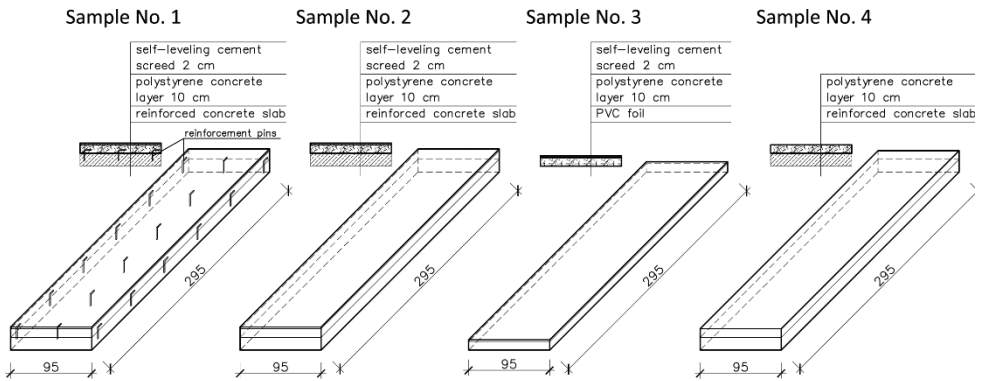 Sample No. 1
self-leveling cement
screed 2 cm
polystyrene concrete
layer 10 cm
reinforced concrete slab
reinforcement pins
295
95
Sample No. 2
self-leveling cement
screed 2 cm
polystyrene concrete
layer 10 cm
reinforced concrete slab
295
95
Sample No. 3
self-leveling cement
screed 2 cm
polystyrene concrete
layer 10 cm
PVC foil
295
95
Sample No. 4
polystyrene concrete
layer 10 cm
reinforced concrete slab
295
95